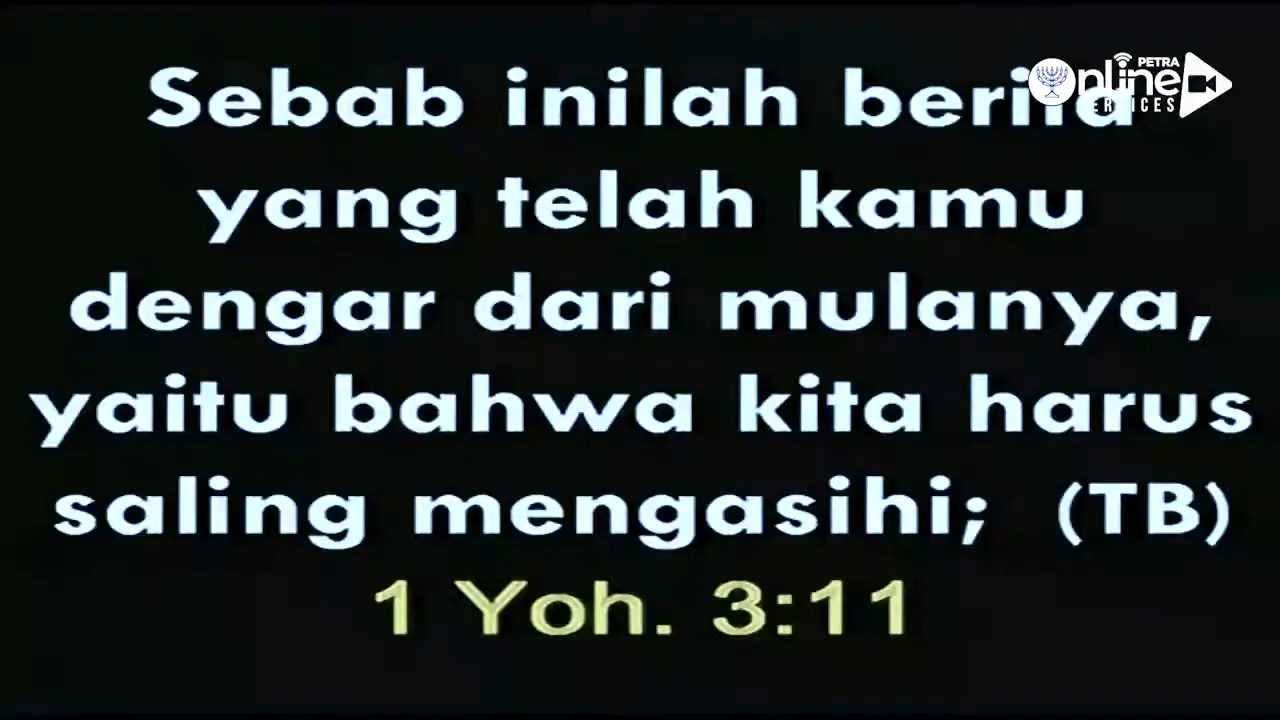 PETRA
Online
SERVICES
Sebab inilah berita
yang telah kamu
dengar dari mulanya,
yaitu bahwa kita harus
saling mengasihi; (TB)
1 Yoh. 3:11